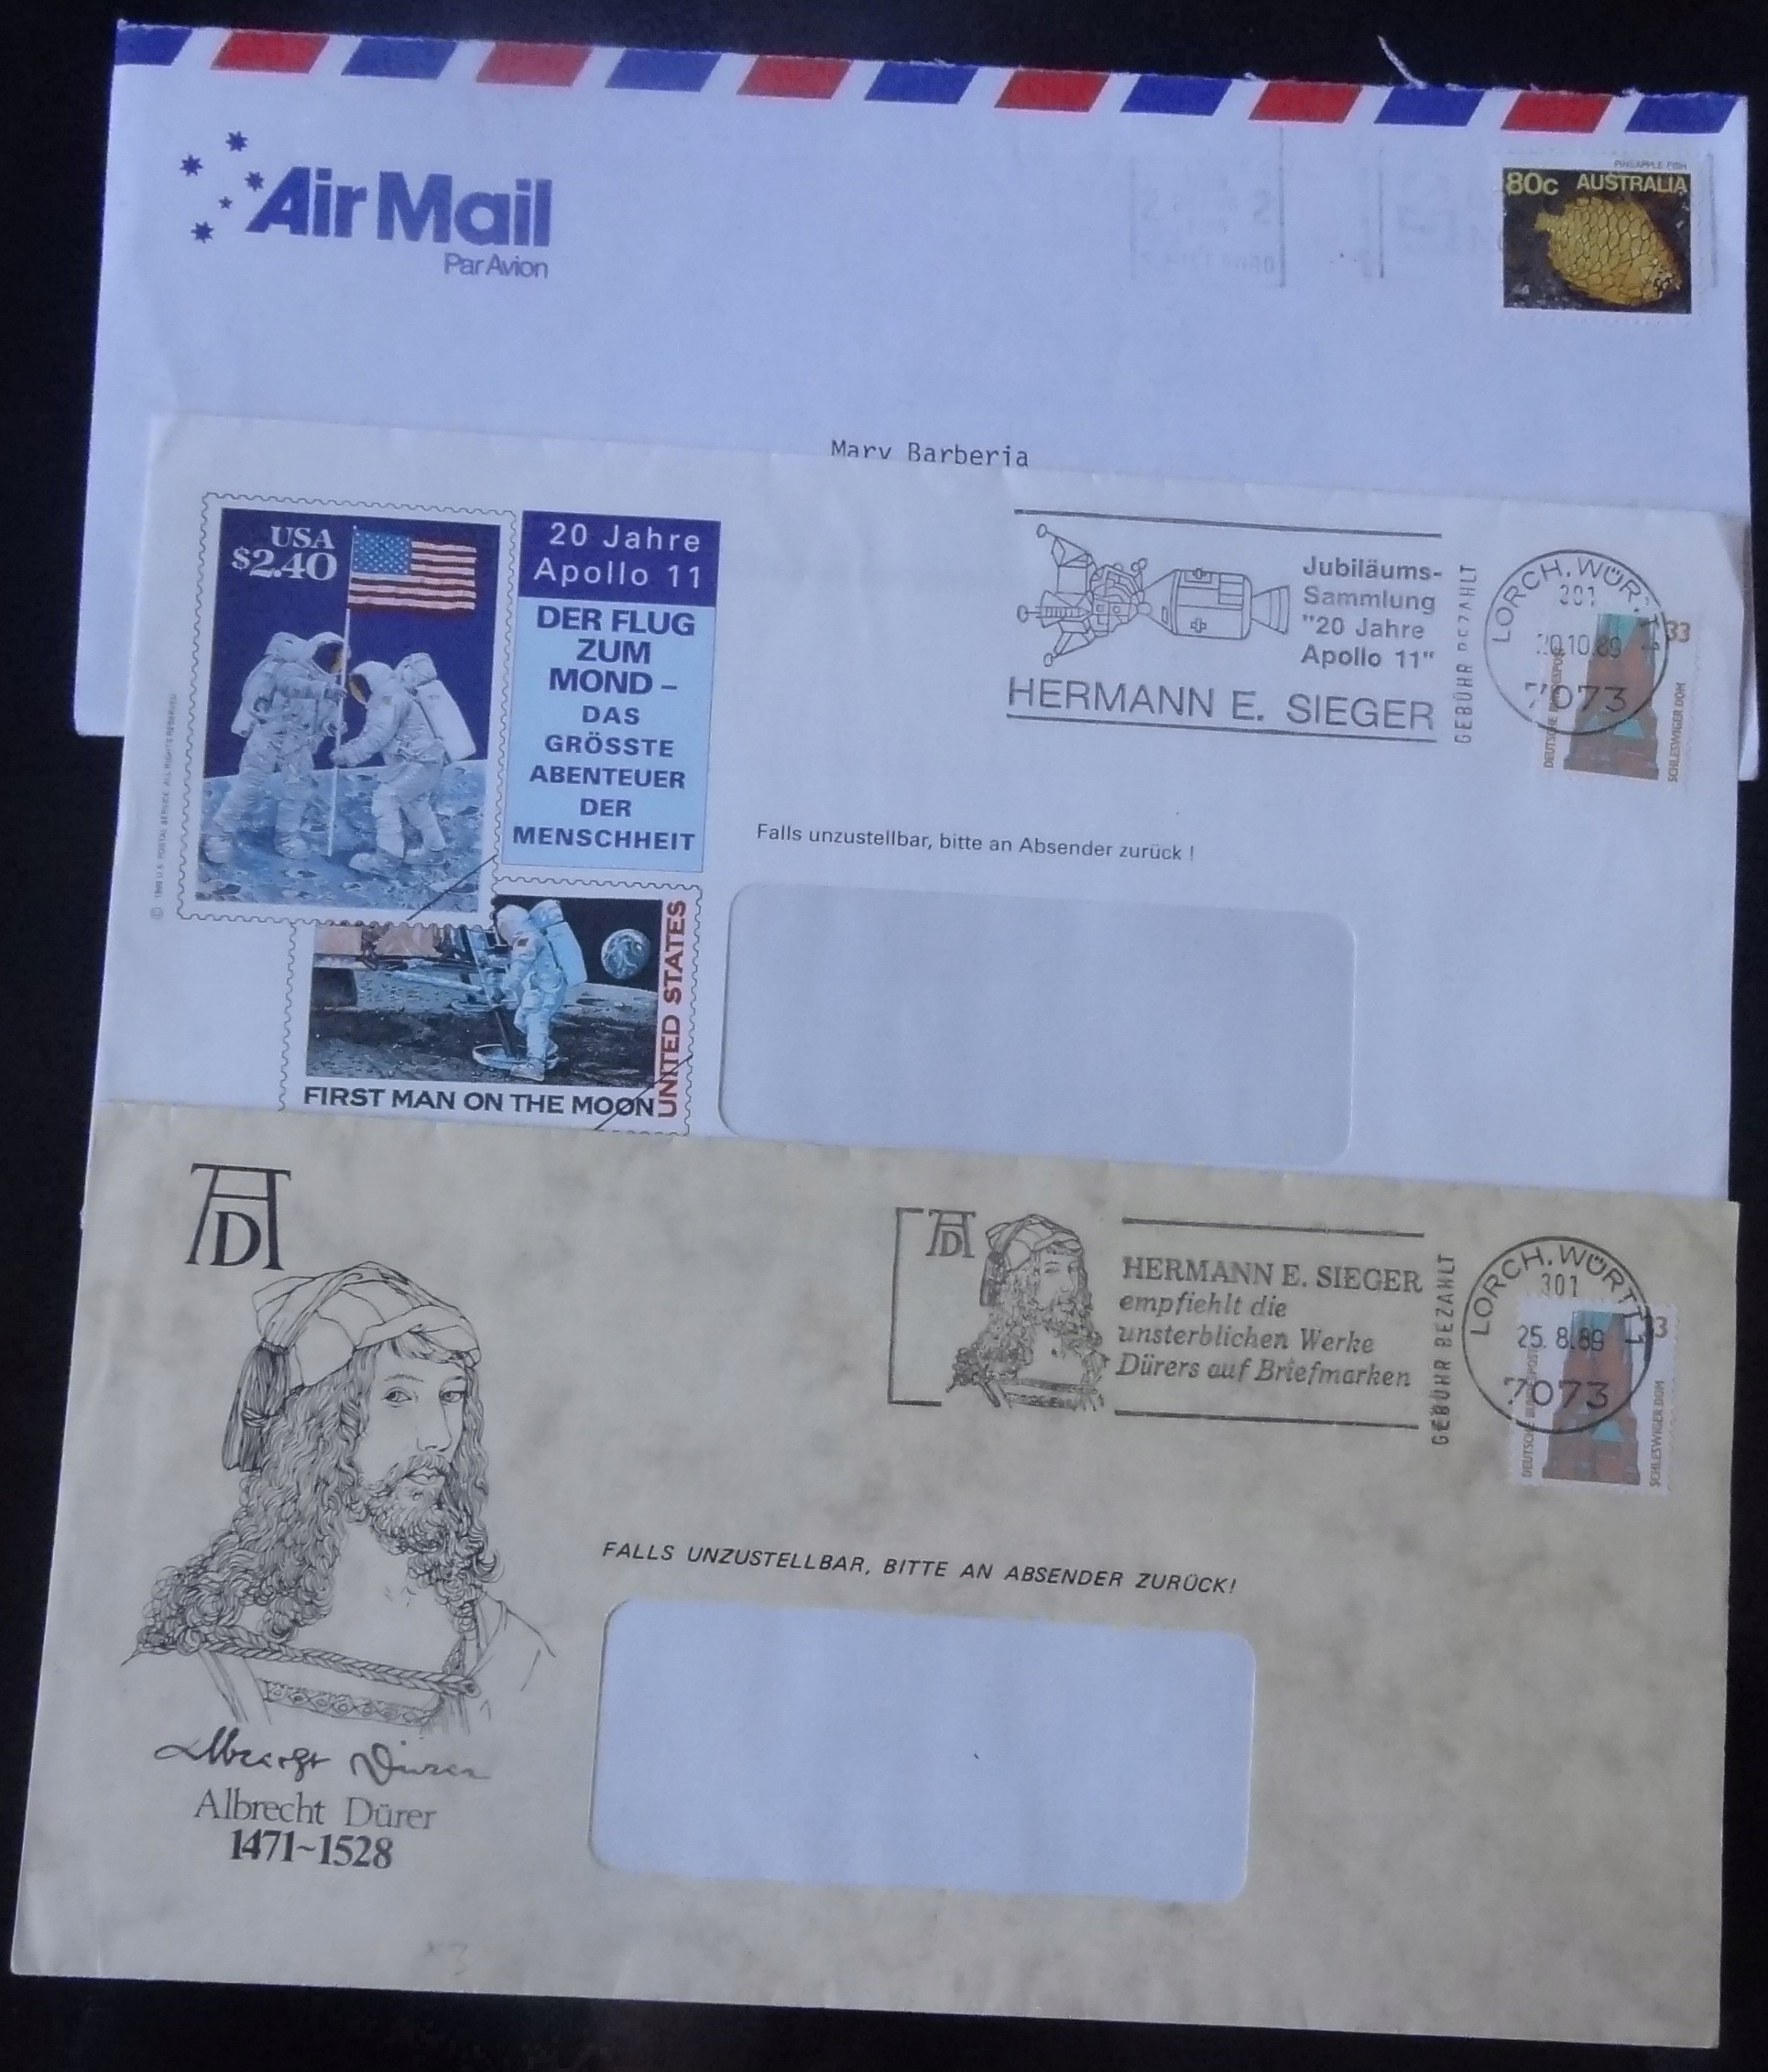 Air Mail
Par Avion
PINEAPPLE FISH
80c AUSTRALIA
Mary Barberia
USA
$2.40
20 Jahre
Apollo 11
DER FLUG
ZUM
MOND –
DAS
GRÖSSTE
ABENTEUER
DER
MENSCHHEIT
FIRST MAN ON THE MOON
UNITED STATES
Jubiläums-
Sammlung
"20 Jahre
Apollo 11"
HERMANN E. SIEGER
GEBÜHR BEZAHLT
LORCH, WÜRTT 1
301
20.10.89
7073
33
SCHLESWIGER DOM
Falls unzustellbar, bitte an Absender zurück !
AD
Albrecht Dürer
Albrecht Dürer
1471~1528
AD
HERMANN E. SIEGER
empfiehlt die
unsterblichen Werke
Dürers auf Briefmarken
GEBÜHR BEZAHLT
LORCH, WÜRTT 1
301
25. 8.89
7073
SCHLESWIGER DOM
FALLS UNZUSTELLBAR, BITTE AN ABSENDER ZURÜCK!